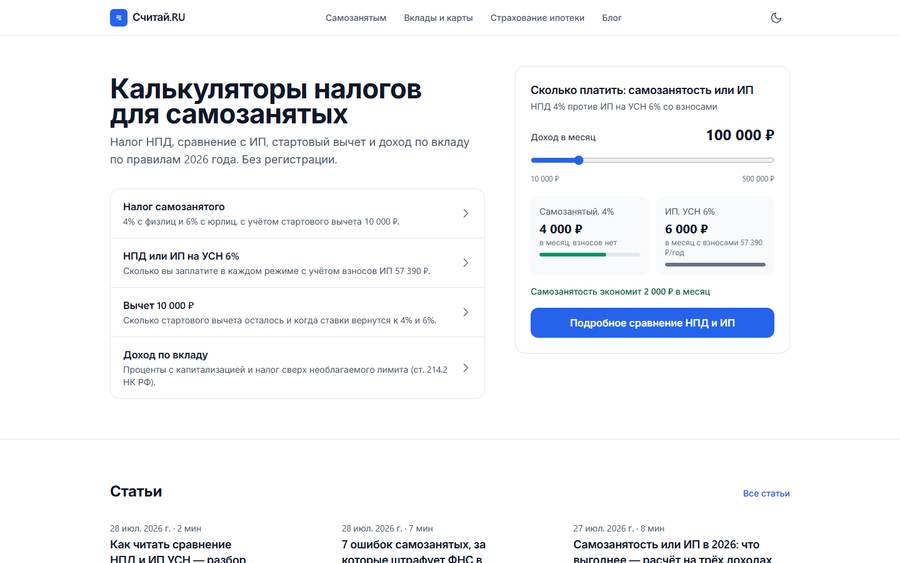 Считай.RU
Самозанятым
Вклады и карты
Страхование ипотеки
Блог
Калькуляторы налогов
для самозанятых
Налог НПД, сравнение с ИП, стартовый вычет и доход по вкладу
по правилам 2026 года. Без регистрации.
Налог самозанятого
4% с физлиц и 6% с юрлиц, с учётом стартового вычета 10 000 ₽.
НПД или ИП на УСН 6%
Сколько вы заплатите в каждом режиме с учётом взносов ИП 57 390 ₽.
Вычет 10 000 ₽
Сколько стартового вычета осталось и когда ставки вернутся к 4% и 6%.
Доход по вкладу
Проценты с капитализацией и налог сверх необлагаемого лимита (ст. 214.2
НК РФ).
Сколько платить: самозанятость или ИП
НПД 4% против ИП на УСН 6% со взносами
Доход в месяц
100 000 ₽
10 000 ₽
500 000 ₽
Самозанятый, 4%
4 000 ₽
в месяц, взносов нет
ИП, УСН 6%
6 000 ₽
в месяц с взносами 57 390
₽/год
Самозанятость экономит 2 000 ₽ в месяц
Подробное сравнение НПД и ИП
Статьи
Все статьи
28 июл. 2026 г. · 2 мин
Как читать сравнение
НПД и ИП УСН — разбор
28 июл. 2026 г. · 7 мин
7 ошибок самозанятых, за
которые штрафует ФНС в
27 июл. 2026 г. · 8 мин
Самозанятость или ИП в 2026: что
выгоднее — расчёт на трёх доходах